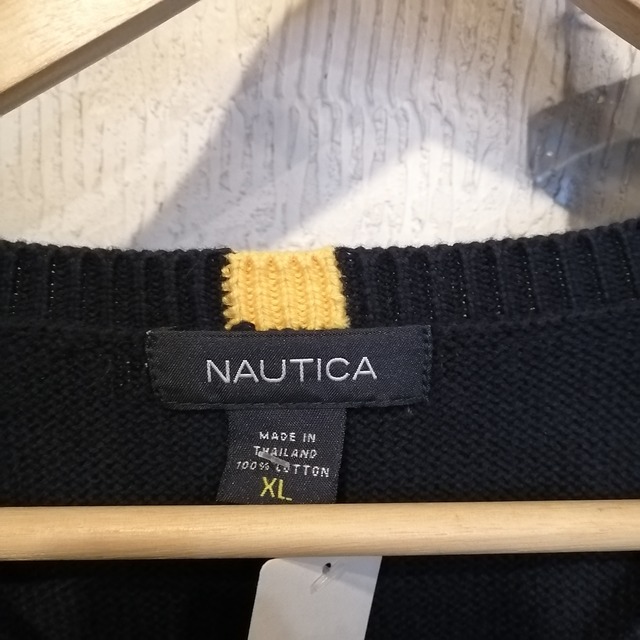 NAUTICA
MADE IN
THAILAND
100% COTTON
XL